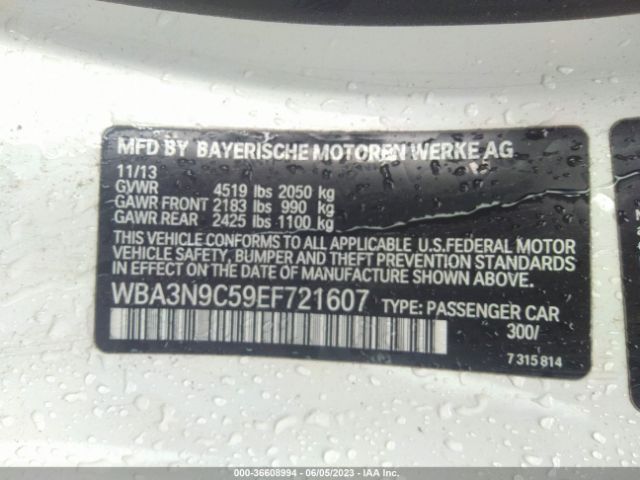 MFD BY BAYERISCHE MOTOREN WERKE AG
11/13
GVWR 4519 lbs 2050 kg
GAWR FRONT 2183 lbs 990 kg
GAWR REAR 2425 lbs 1100 kg
THIS VEHICLE CONFORMS TO ALL APPLICABLE U.S.FEDERAL MOTOR
VEHICLE SAFETY, BUMPER AND THEFT PREVENTION STANDARDS
IN EFFECT ON THE DATE OF MANUFACTURE SHOWN ABOVE.
WBA3N9C59EF721607 TYPE: PASSENGER CAR
300/
7 315 814
000-36608994 - 06/05/2023 - IAA Inc.